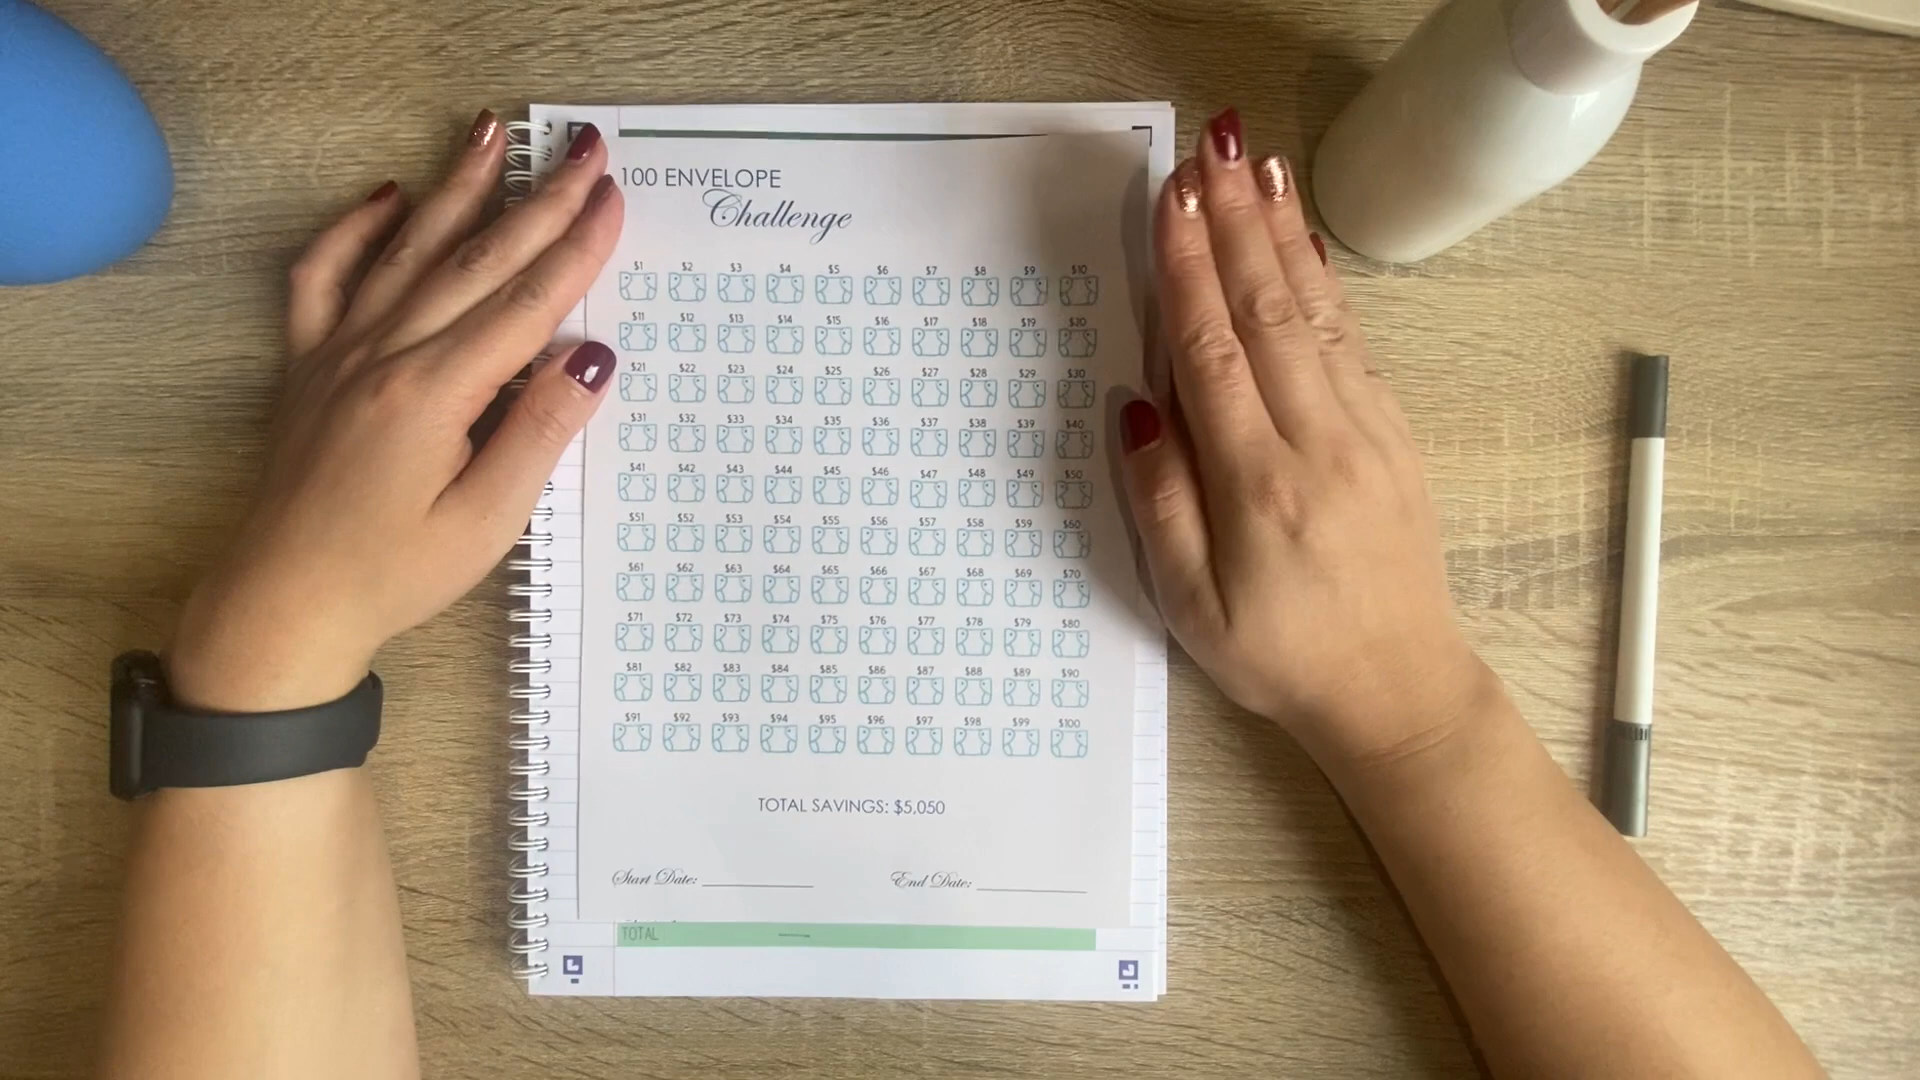 100 ENVELOPE
Challenge
$1 $2 $3 $4 $5 $6 $7 $8 $9 $10
$11 $12 $13 $14 $15 $16 $17 $18 $19 $20
$21 $22 $23 $24 $25 $26 $27 $28 $29 $30
$31 $32 $33 $34 $35 $36 $37 $38 $39 $40
$41 $42 $43 $44 $45 $46 $47 $48 $49 $50
$51 $52 $53 $54 $55 $56 $57 $58 $59 $60
$61 $62 $63 $64 $65 $66 $67 $68 $69 $70
$71 $72 $73 $74 $75 $76 $77 $78 $79 $80
$81 $82 $83 $84 $85 $86 $87 $88 $89 $90
$91 $92 $93 $94 $95 $96 $97 $98 $99 $100
TOTAL SAVINGS: $5,050
Start Date: ____________ End Date: ____________
TOTAL